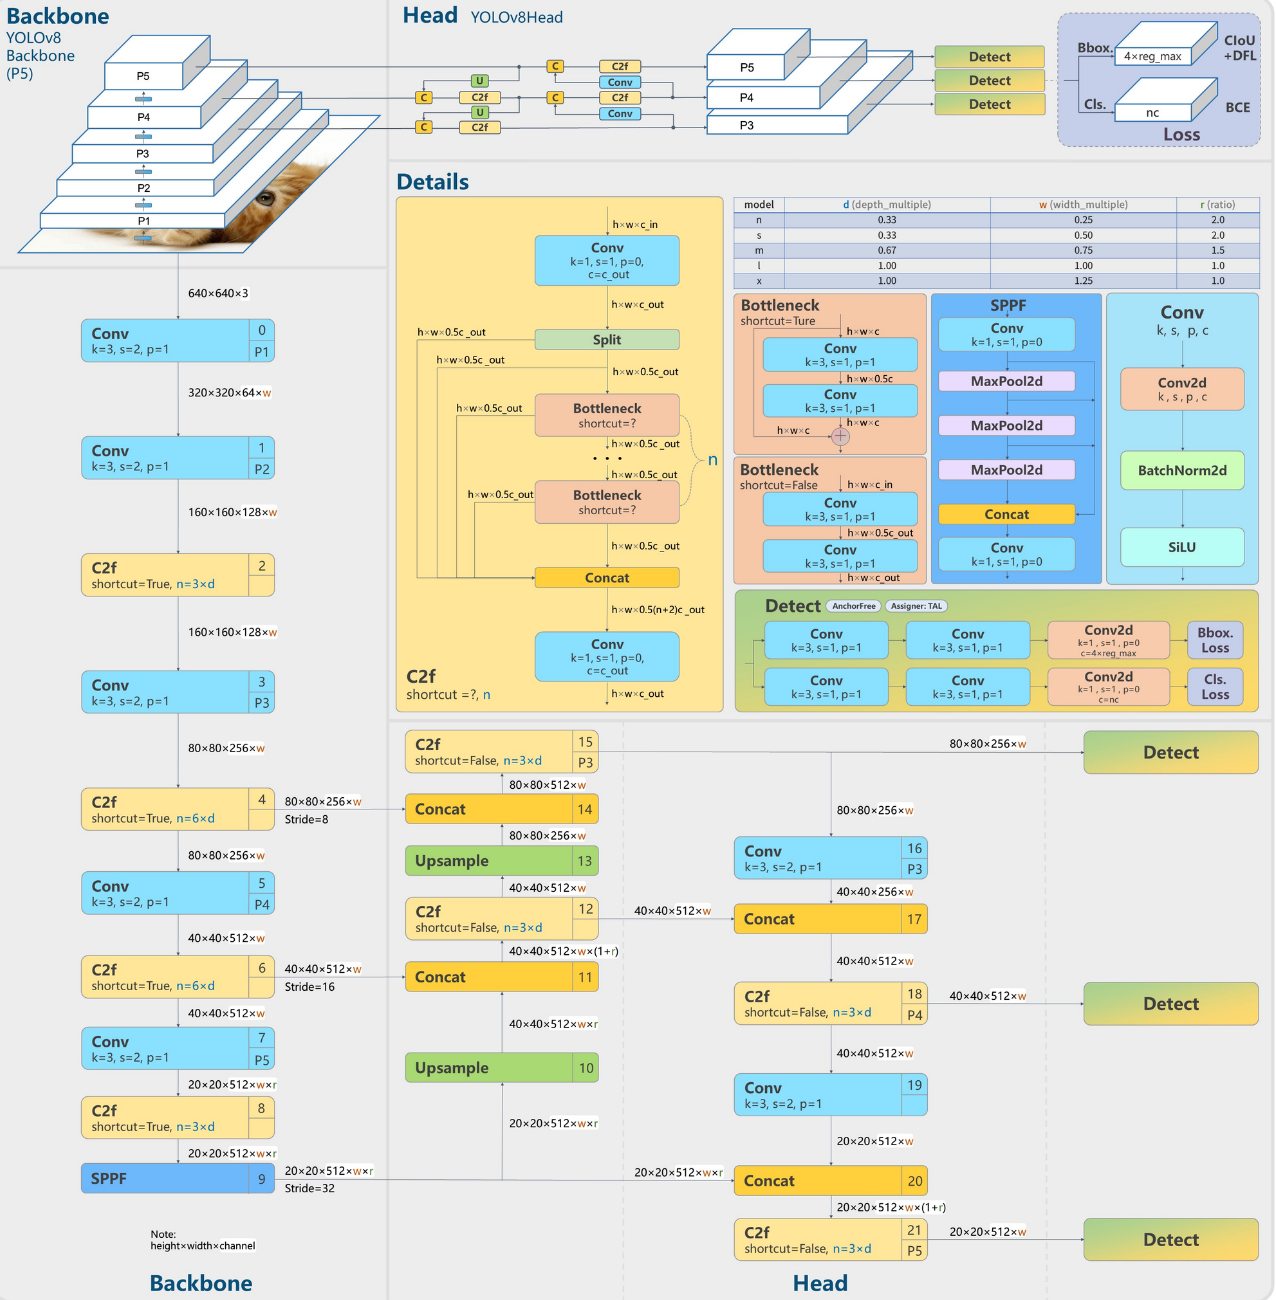 Backbone
YOLOv8
Backbone
(P5)
P5
P4
P3
P2
P1
Head YOLOv8Head
U
U
C
C2f
C
C2f
C
C2f
Conv
C
C2f
Conv
P5
P4
P3
Detect
Detect
Detect
Bbox.
4×reg_max
CIoU
+DFL
Cls.
nc
BCE
Loss
640×640×3
Conv
k=3, s=2, p=1
0
P1
320×320×64×w
Conv
k=3, s=2, p=1
1
P2
160×160×128×w
C2f
shortcut=True, n=3×d
2
160×160×128×w
Conv
k=3, s=2, p=1
3
P3
80×80×256×w
C2f
shortcut=True, n=6×d
4
80×80×256×w
Stride=8
80×80×256×w
Conv
k=3, s=2, p=1
5
P4
40×40×512×w
C2f
shortcut=True, n=6×d
6
40×40×512×w
Stride=16
40×40×512×w
Conv
k=3, s=2, p=1
7
P5
20×20×512×w×r
C2f
shortcut=True, n=3×d
8
20×20×512×w×r
SPPF
9
20×20×512×w×r
Stride=32
Note:
height×width×channel
Backbone
Details
h×w×c_in
Conv
k=1, s=1, p=0,
c=c_out
h×w×c_out
Split
h×w×0.5c_out
h×w×0.5c_out
h×w×0.5c_out
Bottleneck
shortcut=?
h×w×0.5c_out
h×w×0.5c_out
...
n
h×w×0.5c_out
Bottleneck
shortcut=?
h×w×0.5c_out
h×w×0.5c_out
Concat
h×w×0.5(n+2)c_out
Conv
k=1, s=1, p=0,
c=c_out
h×w×c_out
C2f
shortcut =?, n
model d (depth_multiple) w (width_multiple) r (ratio)
n 0.33 0.25 2.0
s 0.33 0.50 2.0
m 0.67 0.75 1.5
l 1.00 1.00 1.0
x 1.00 1.25 1.0
Bottleneck
shortcut=Ture
h×w×c
Conv
k=3, s=1, p=1
h×w×0.5c
Conv
k=3, s=1, p=1
h×w×c
h×w×c
+
Bottleneck
shortcut=False
h×w×c_in
Conv
k=3, s=1, p=1
h×w×0.5c_out
Conv
k=3, s=1, p=1
h×w×c_out
SPPF
Conv
k=1, s=1, p=0
MaxPool2d
MaxPool2d
MaxPool2d
Concat
Conv
k=1, s=1, p=0
Conv
k, s, p, c
Conv2d
k , s , p , c
BatchNorm2d
SiLU
Detect AnchorFree Assigner: TAL
Conv
k=3, s=1, p=1
Conv
k=3, s=1, p=1
Conv2d
k=1 , s=1 , p=0
c=4×reg_max
Bbox.
Loss
Conv
k=3, s=1, p=1
Conv
k=3, s=1, p=1
Conv2d
k=1 , s=1 , p=0
c=nc
Cls.
Loss
C2f
shortcut=False, n=3×d
15
P3
80×80×512×w
Concat
14
80×80×256×w
Upsample
13
40×40×512×w
C2f
shortcut=False, n=3×d
12
40×40×512×w
40×40×512×w×(1+r)
Concat
11
40×40×512×w×r
Upsample
10
20×20×512×w×r
20×20×512×w×r
80×80×256×w
Detect
80×80×256×w
Conv
k=3, s=2, p=1
16
P3
40×40×256×w
Concat
17
40×40×512×w
C2f
shortcut=False, n=3×d
18
P4
40×40×512×w
Detect
40×40×512×w
Conv
k=3, s=2, p=1
19
20×20×512×w
Concat
20
20×20×512×w×(1+r)
C2f
shortcut=False, n=3×d
21
P5
20×20×512×w
Detect
Head